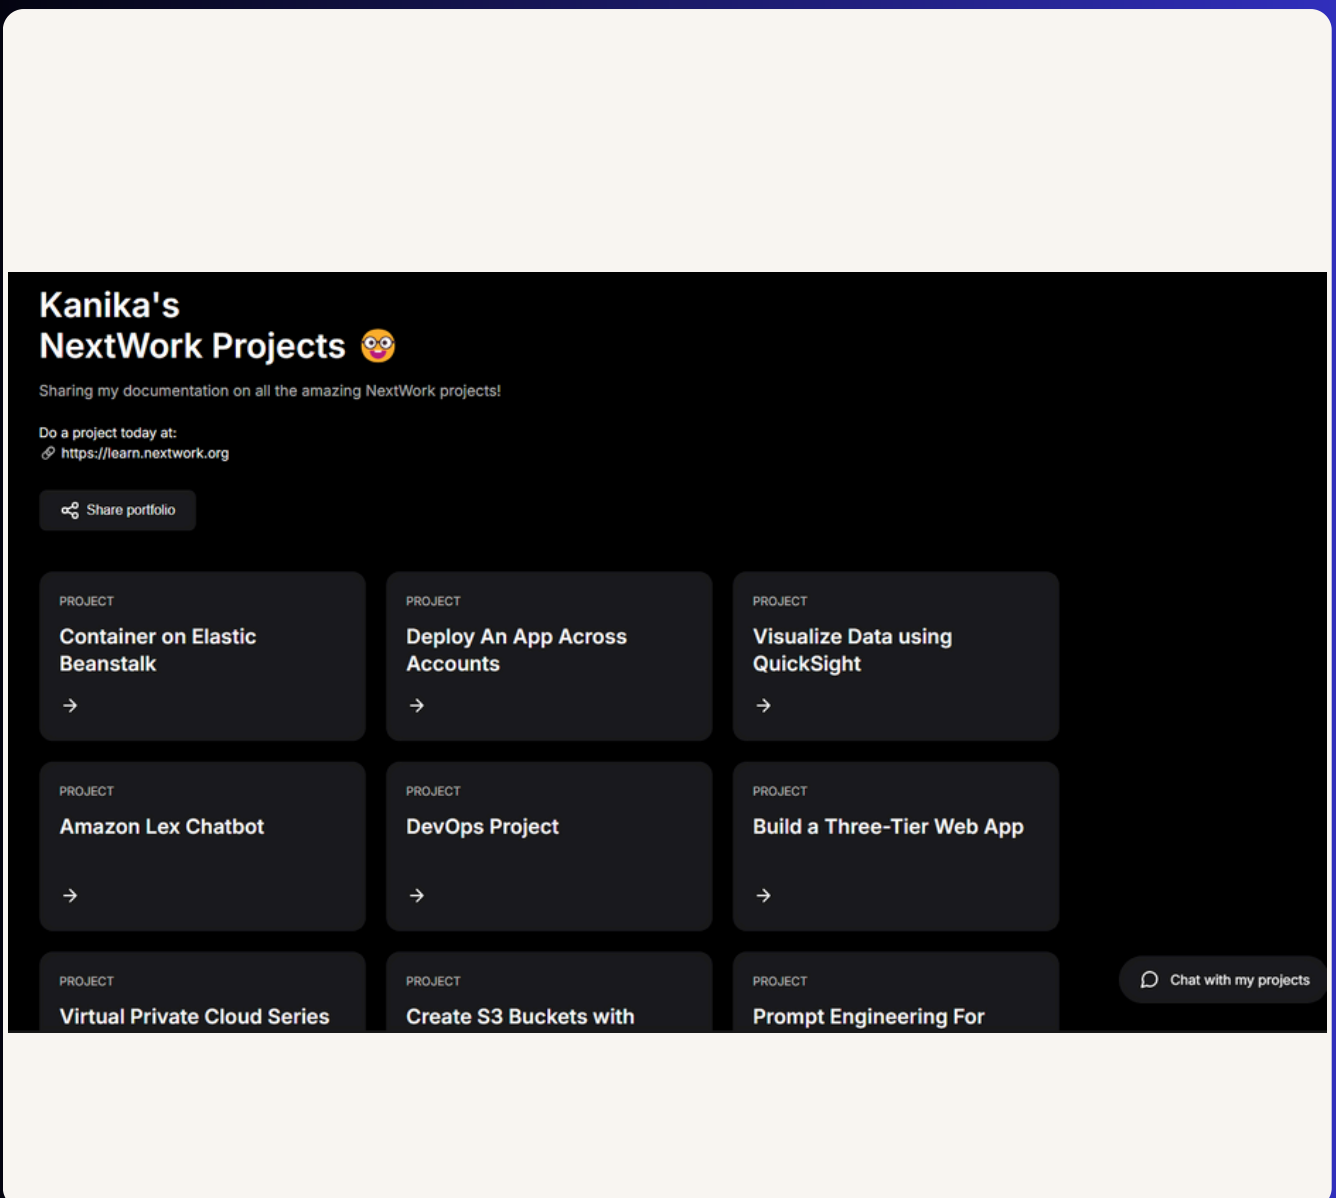 Kanika's
NextWork Projects 🤓
Sharing my documentation on all the amazing NextWork projects!
Do a project today at:
🔗 https://learn.nextwork.org
Share portfolio
PROJECT
Container on Elastic
Beanstalk
PROJECT
Deploy An App Across
Accounts
PROJECT
Visualize Data using
QuickSight
PROJECT
Amazon Lex Chatbot
PROJECT
DevOps Project
PROJECT
Build a Three-Tier Web App
PROJECT
Virtual Private Cloud Series
PROJECT
Create S3 Buckets with
PROJECT
Prompt Engineering For
Chat with my projects